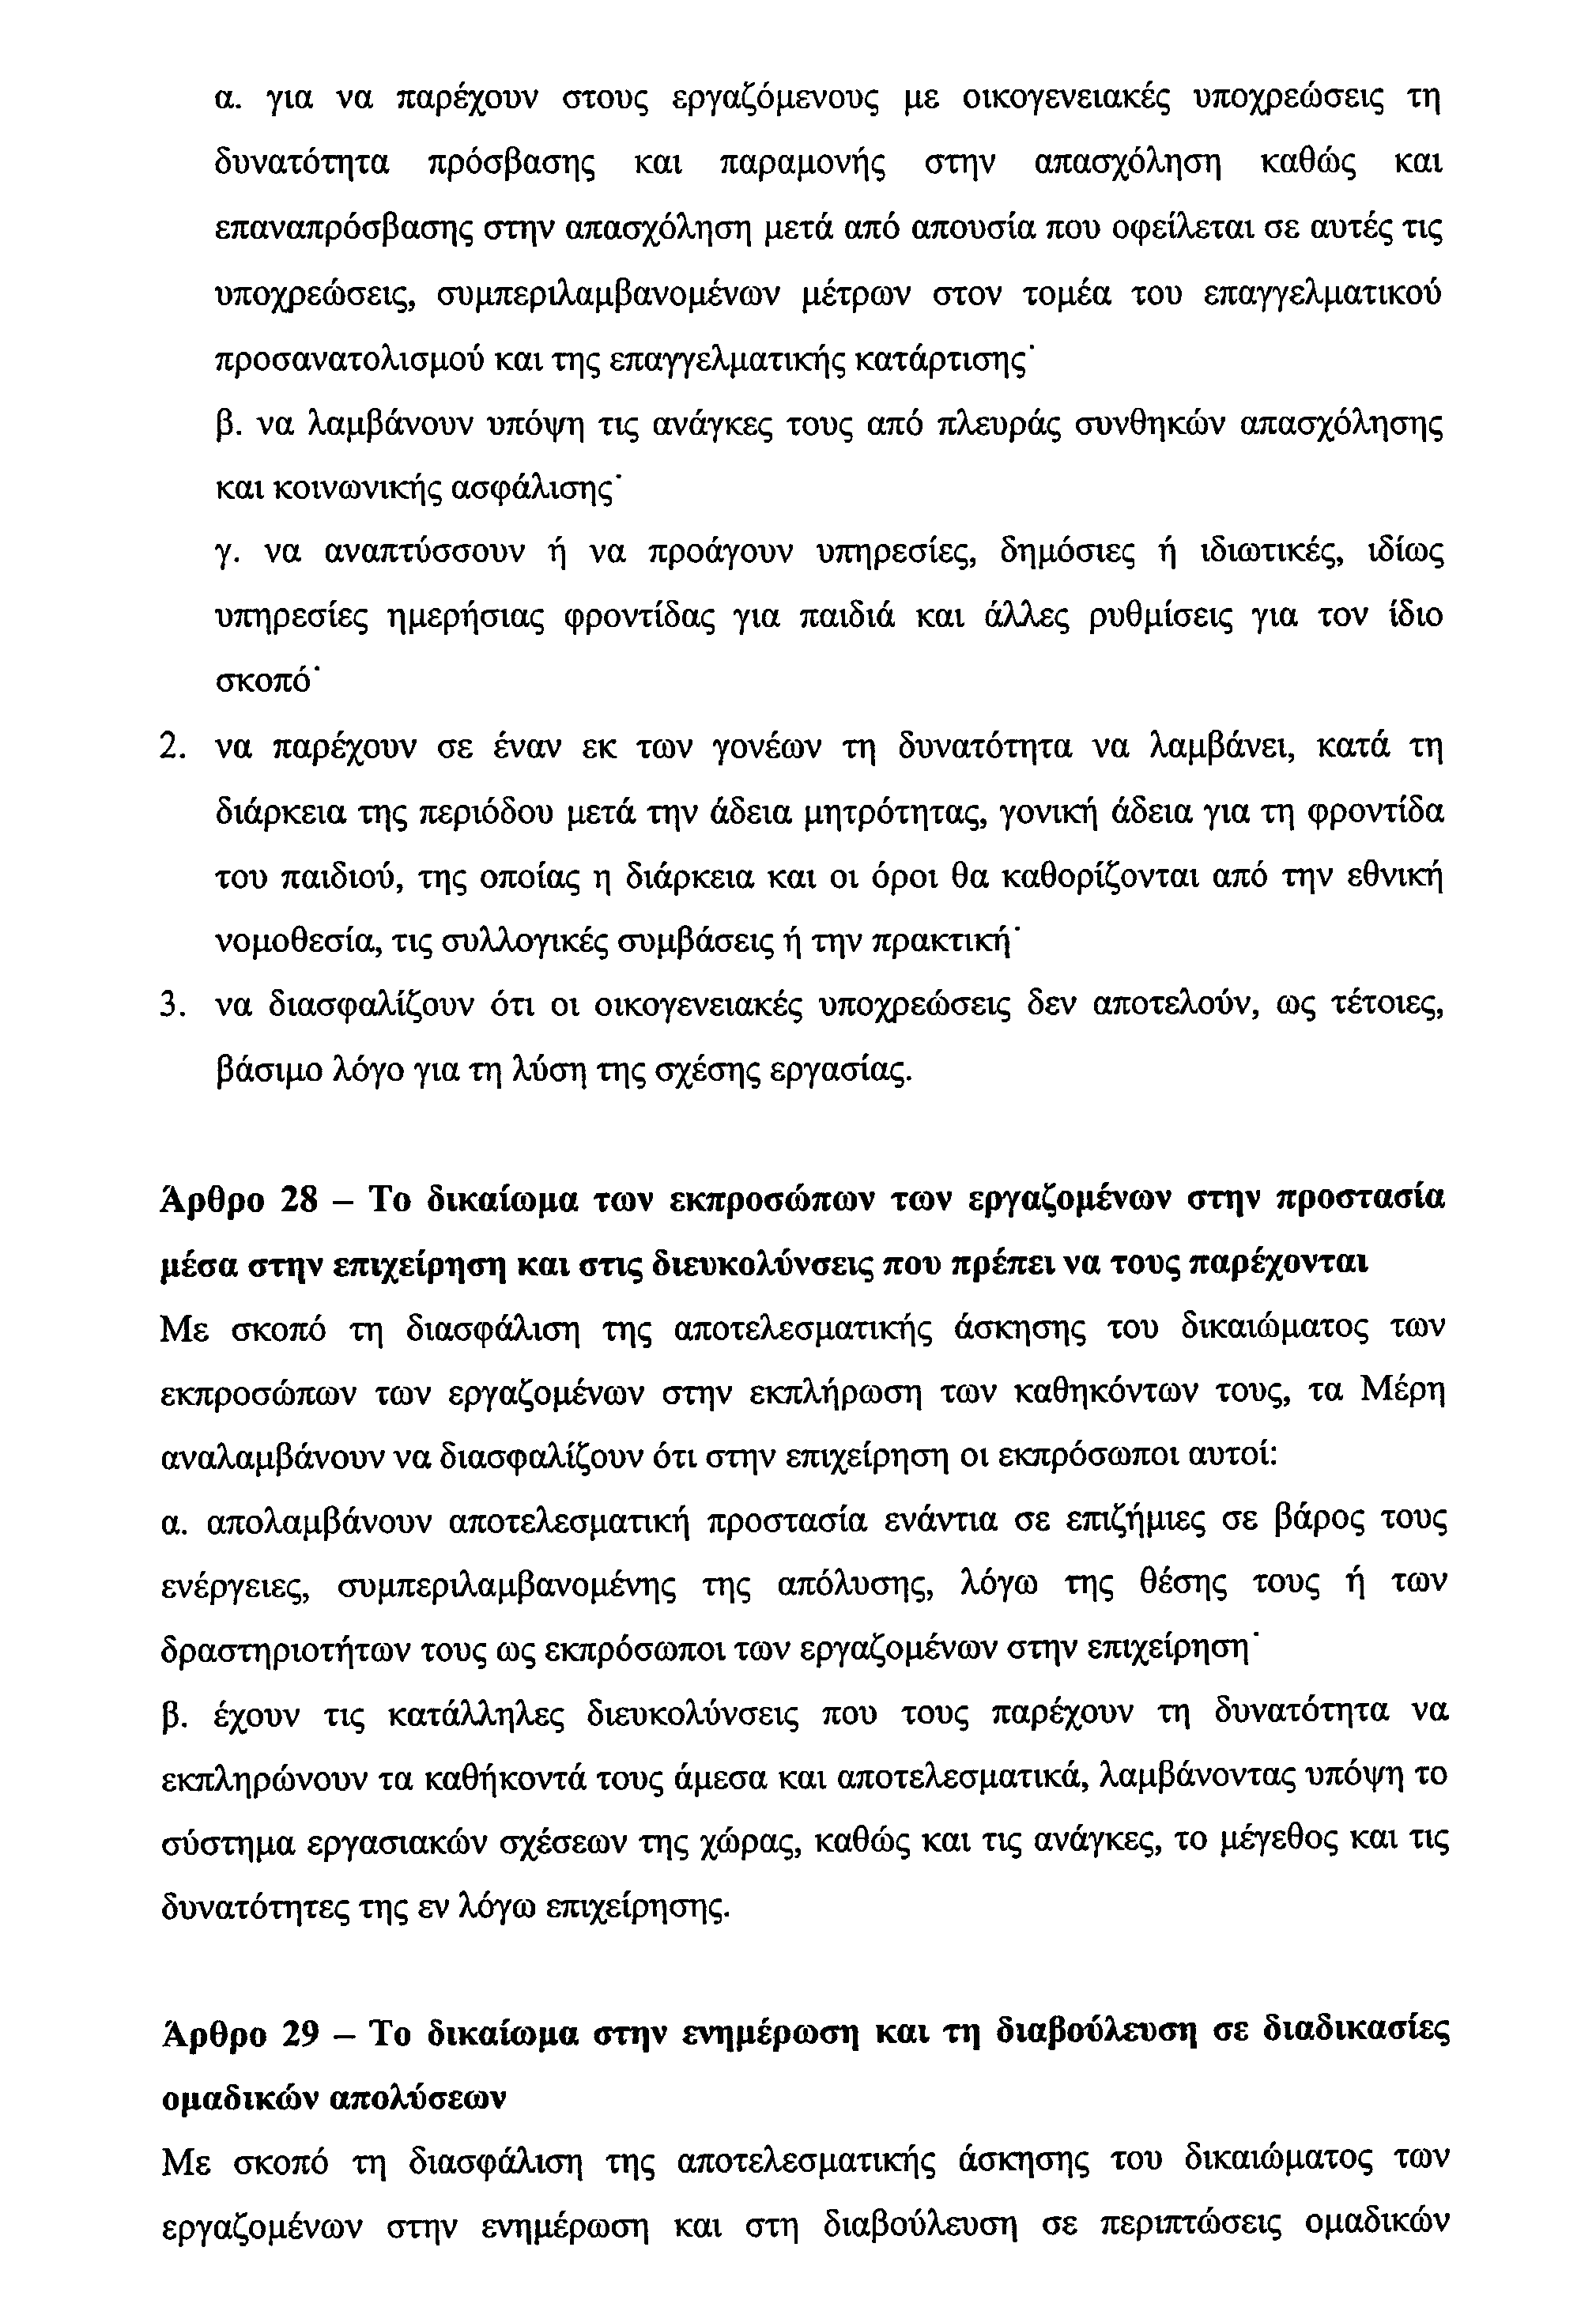 α. για να παρέχουν στους εργαζόμενους με οικογενειακές υποχρεώσεις τη
δυνατότητα πρόσβασης και παραμονής στην απασχόληση καθώς και
επαναπρόσβασης στην απασχόληση μετά από απουσία που οφείλεται σε αυτές τις
υποχρεώσεις, συμπεριλαμβανομένων μέτρων στον τομέα του επαγγελματικού
προσανατολισμού και της επαγγελματικής κατάρτισης˙
β. να λαμβάνουν υπόψη τις ανάγκες τους από πλευράς συνθηκών απασχόλησης
και κοινωνικής ασφάλισης˙
γ. να αναπτύσσουν ή να προάγουν υπηρεσίες, δημόσιες ή ιδιωτικές, ιδίως
υπηρεσίες ημερήσιας φροντίδας για παιδιά και άλλες ρυθμίσεις για τον ίδιο
σκοπό˙
2. να παρέχουν σε έναν εκ των γονέων τη δυνατότητα να λαμβάνει, κατά τη
διάρκεια της περιόδου μετά την άδεια μητρότητας, γονική άδεια για τη φροντίδα
του παιδιού, της οποίας η διάρκεια και οι όροι θα καθορίζονται από την εθνική
νομοθεσία, τις συλλογικές συμβάσεις ή την πρακτική˙
3. να διασφαλίζουν ότι οι οικογενειακές υποχρεώσεις δεν αποτελούν, ως τέτοιες,
βάσιμο λόγο για τη λύση της σχέσης εργασίας.
Άρθρο 28 – Το δικαίωμα των εκπροσώπων των εργαζομένων στην προστασία
μέσα στην επιχείρηση και στις διευκολύνσεις που πρέπει να τους παρέχονται
Με σκοπό τη διασφάλιση της αποτελεσματικής άσκησης του δικαιώματος των
εκπροσώπων των εργαζομένων στην εκπλήρωση των καθηκόντων τους, τα Μέρη
αναλαμβάνουν να διασφαλίζουν ότι στην επιχείρηση οι εκπρόσωποι αυτοί:
α. απολαμβάνουν αποτελεσματική προστασία ενάντια σε επιζήμιες σε βάρος τους
ενέργειες, συμπεριλαμβανομένης της απόλυσης, λόγω της θέσης τους ή των
δραστηριοτήτων τους ως εκπρόσωποι των εργαζομένων στην επιχείρηση˙
β. έχουν τις κατάλληλες διευκολύνσεις που τους παρέχουν τη δυνατότητα να
εκπληρώνουν τα καθήκοντά τους άμεσα και αποτελεσματικά, λαμβάνοντας υπόψη το
σύστημα εργασιακών σχέσεων της χώρας, καθώς και τις ανάγκες, το μέγεθος και τις
δυνατότητες της εν λόγω επιχείρησης.
Άρθρο 29 – Το δικαίωμα στην ενημέρωση και τη διαβούλευση σε διαδικασίες
ομαδικών απολύσεων
Με σκοπό τη διασφάλιση της αποτελεσματικής άσκησης του δικαιώματος των
εργαζομένων στην ενημέρωση και στη διαβούλευση σε περιπτώσεις ομαδικών